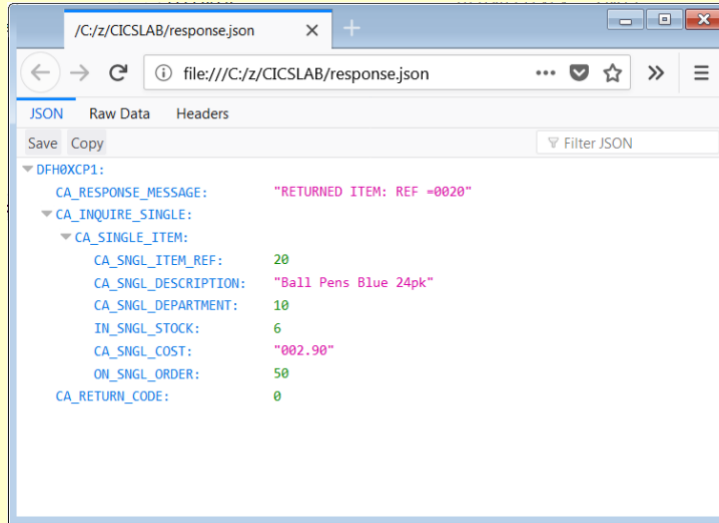 /C:/z/CICSLAB/response.json
file:///C:/z/CICSLAB/response.json
JSON Raw Data Headers
Save Copy Filter JSON
DFH0XCP1:
CA_RESPONSE_MESSAGE: "RETURNED ITEM: REF =0020"
CA_INQUIRE_SINGLE:
CA_SINGLE_ITEM:
CA_SNGL_ITEM_REF: 20
CA_SNGL_DESCRIPTION: "Ball Pens Blue 24pk"
CA_SNGL_DEPARTMENT: 10
IN_SNGL_STOCK: 6
CA_SNGL_COST: "002.90"
ON_SNGL_ORDER: 50
CA_RETURN_CODE: 0